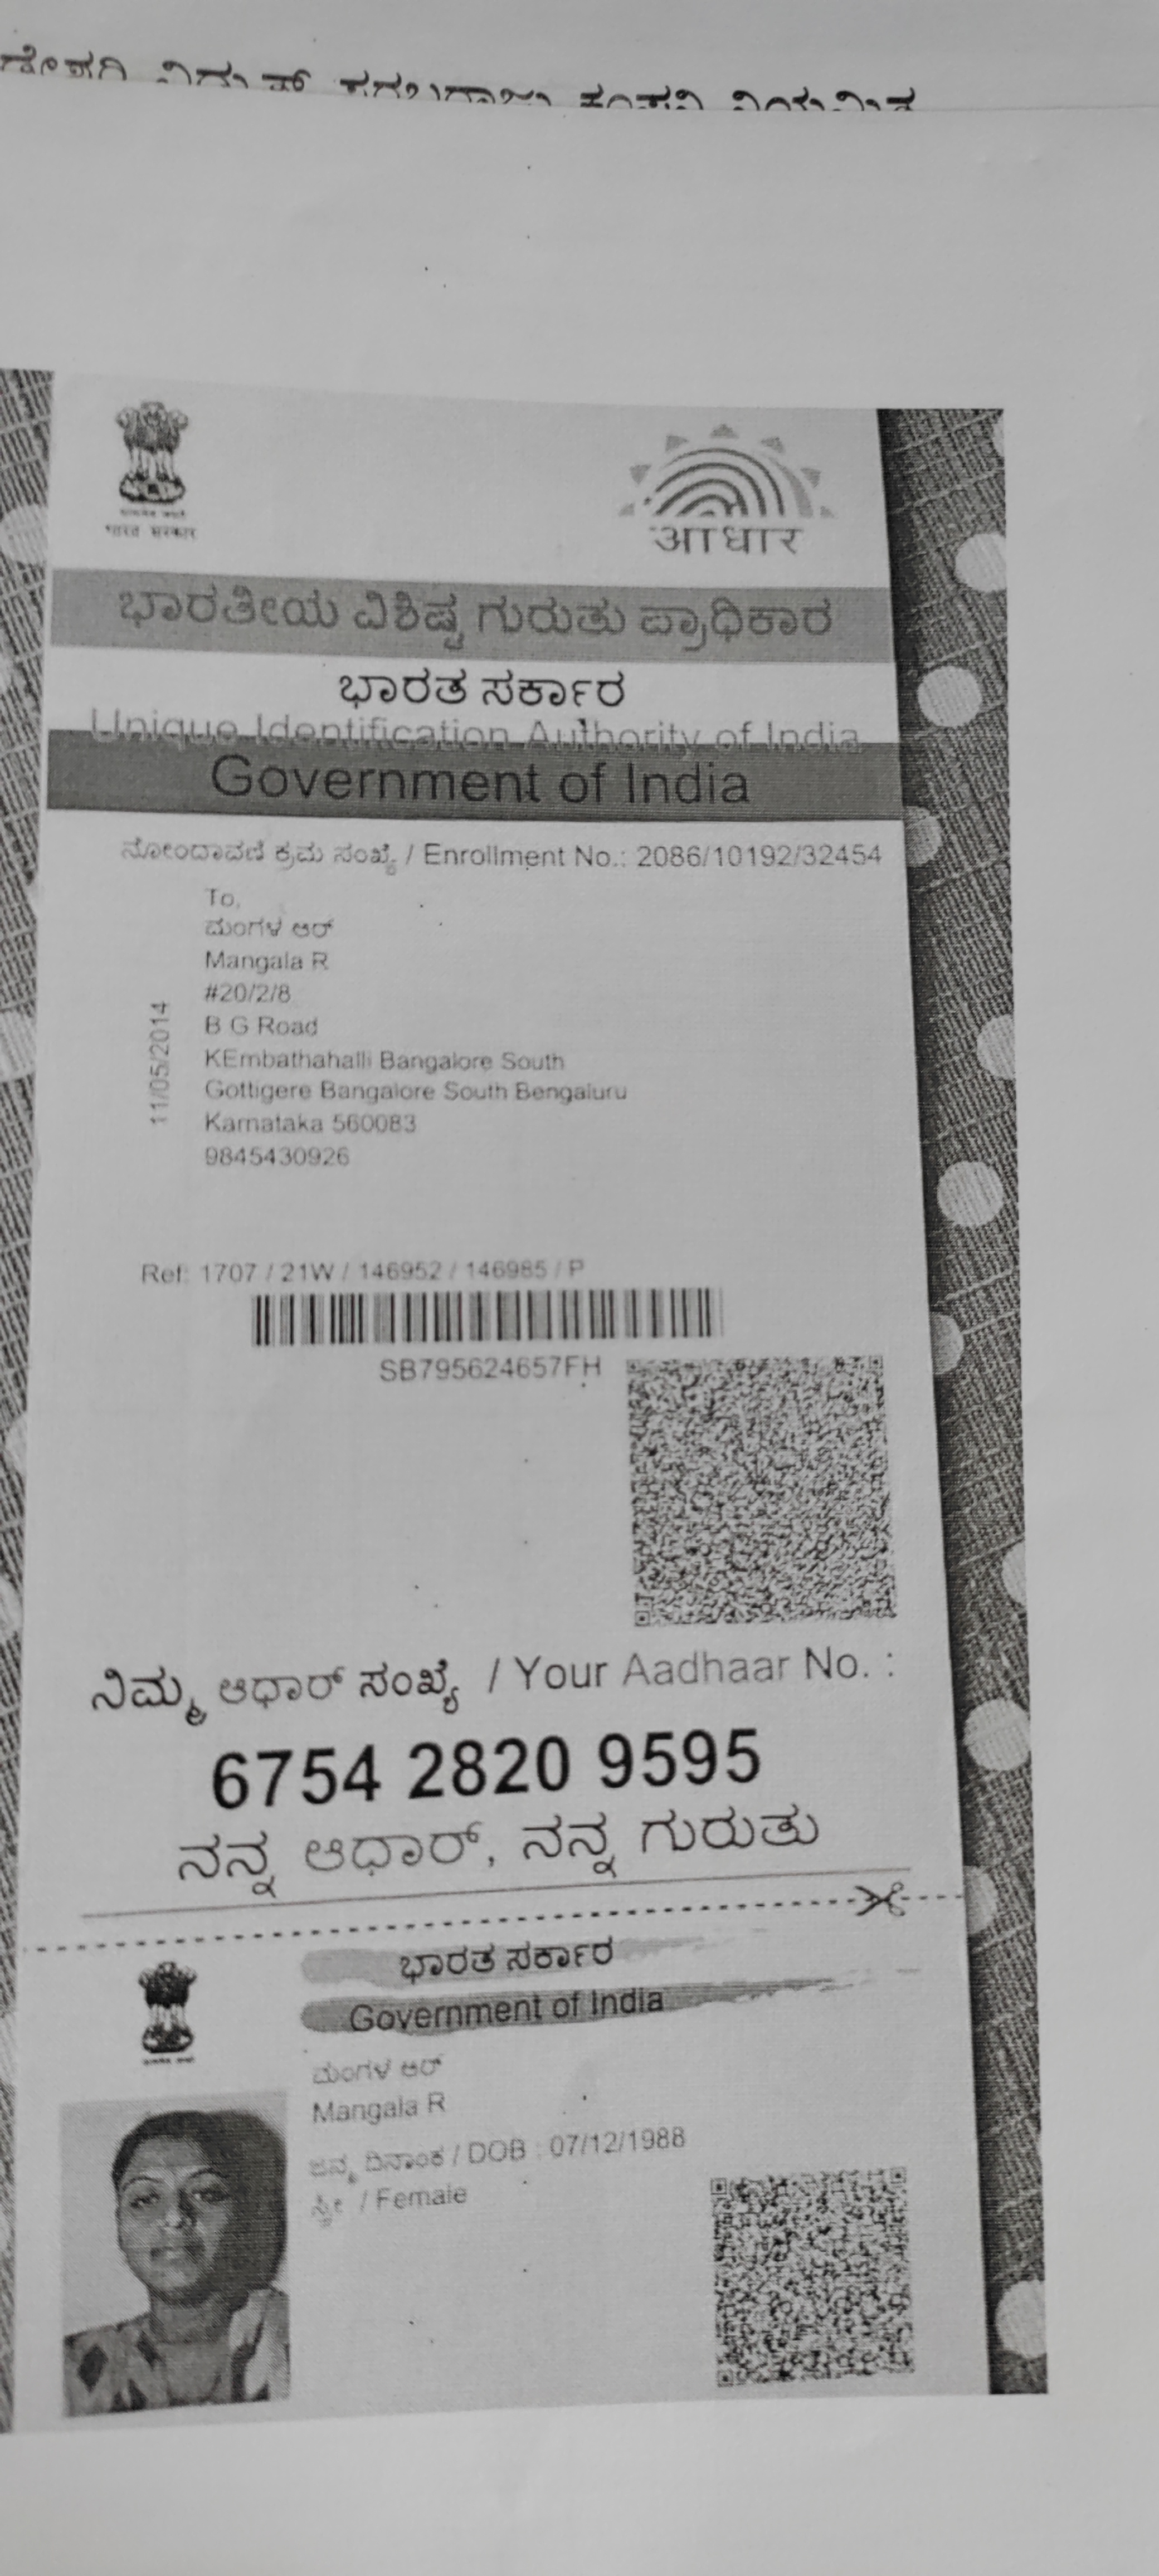 भारत सरकार
आधार
ಭಾರತೀಯ ವಿಶಿಷ್ಟ ಗುರುತು ಪ್ರಾಧಿಕಾರ
ಭಾರತ ಸರ್ಕಾರ
Unique Identification Authority of India
Government of India
ನೋಂದಾವಣೆ ಕ್ರಮ ಸಂಖ್ಯೆ / Enrollment No.: 2086/10192/32454
To,
ಮಂಗಳ ಆರ್
Mangala R
#20/2/8
B G Road
KEmbathahalli Bangalore South
Gottigere Bangalore South Bengaluru
Karnataka 560083
9845430926
11/05/2014
Ref: 1707 / 21W / 146952 / 146985 / P
SB795624657FH
ನಿಮ್ಮ ಆಧಾರ್ ಸಂಖ್ಯೆ / Your Aadhaar No. :
6754 2820 9595
ನನ್ನ ಆಧಾರ್, ನನ್ನ ಗುರುತು
ಭಾರತ ಸರ್ಕಾರ
Government of India
ಮಂಗಳ ಆರ್
Mangala R
ಜನ್ಮ ದಿನಾಂಕ / DOB : 07/12/1988
ಸ್ತ್ರೀ / Female